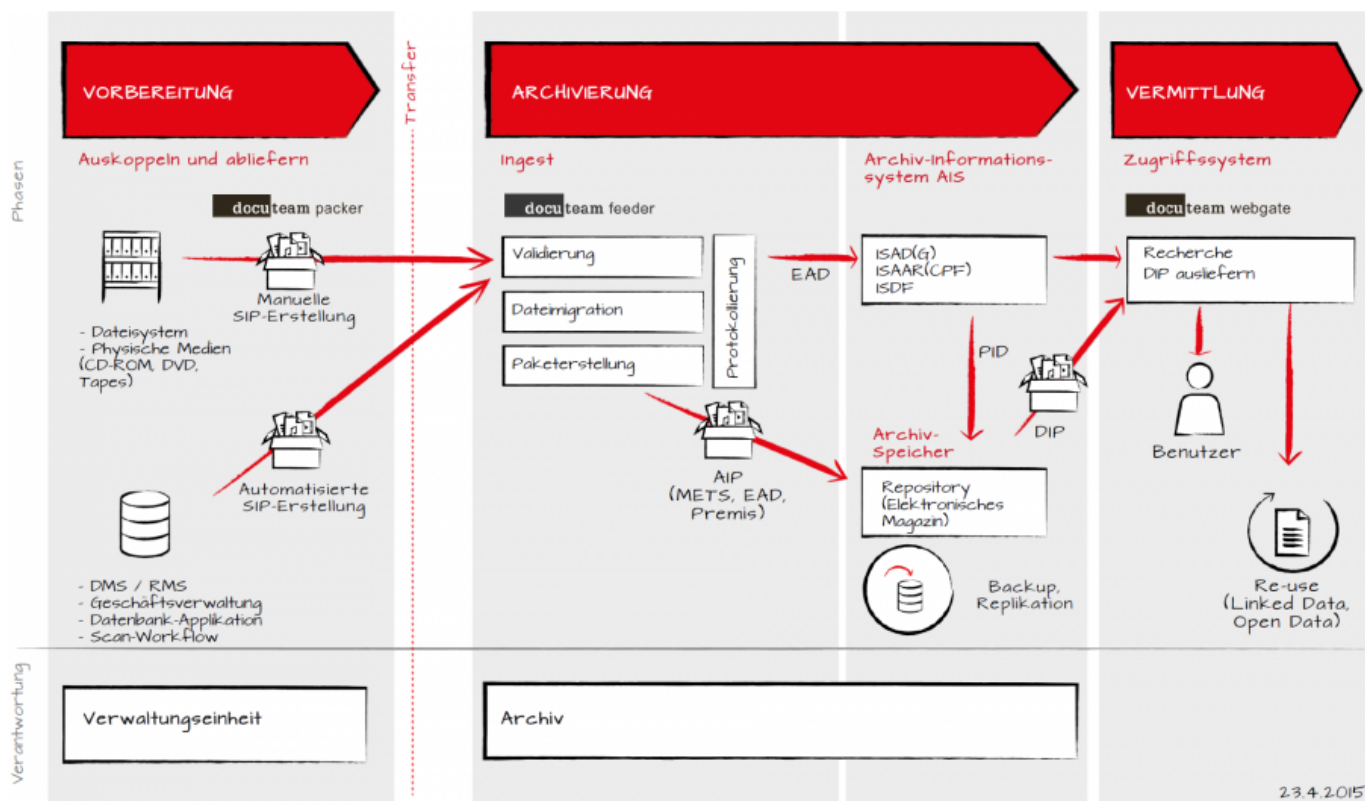 Phasen
VORBEREITUNG
Auskoppeln und abliefern
docuteam packer
Manuelle
SIP-Erstellung
- Dateisystem
- Physische Medien
(CD-ROM, DVD,
Tapes)
Automatisierte
SIP-Erstellung
- DMS / RMS
- Geschäftsverwaltung
- Datenbank-Applikation
- Scan-Workflow
Transfer
ARCHIVIERUNG
Ingest
docuteam feeder
Validierung
Dateimigration
Paketerstellung
Protokollierung
EAD
AIP
(METS, EAD,
Premis)
Archiv-Informations-
system AIS
ISAD(G)
ISAAR(CPF)
ISDF
PID
DIP
Archiv-
Speicher
Repository
(Elektronisches
Magazin)
Backup,
Replikation
VERMITTLUNG
Zugriffssystem
docuteam webgate
Recherche
DIP ausliefern
Benutzer
Re-use
(Linked Data,
Open Data)
Verantwortung
Verwaltungseinheit
Archiv
23.4.2015